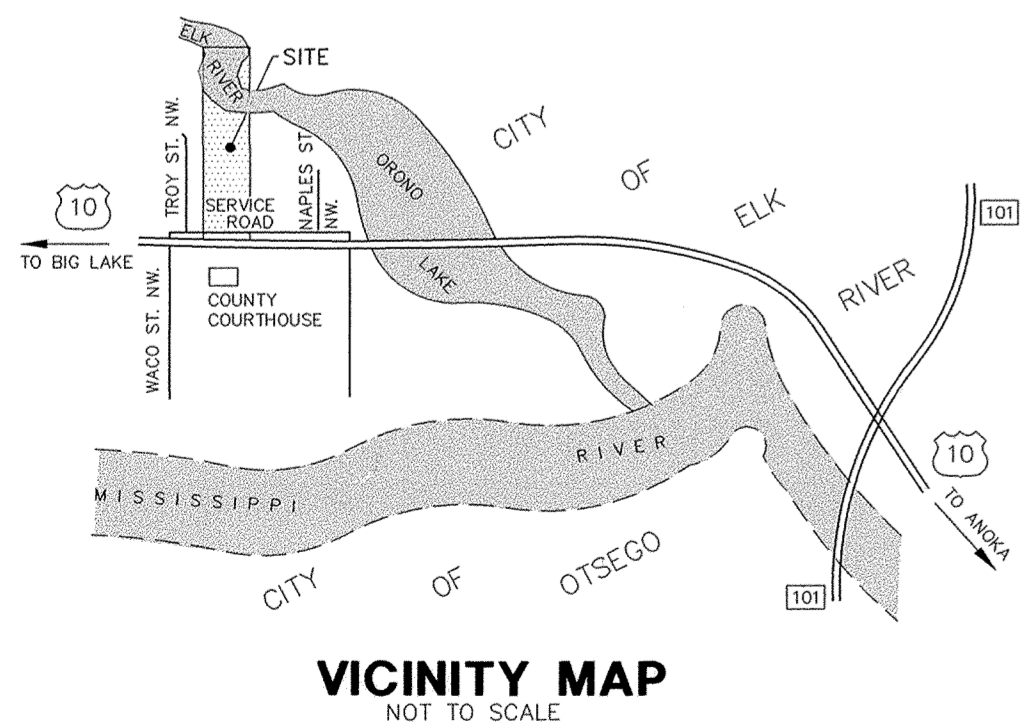 ELK
RIVER
SITE
TROY ST. NW.
NAPLES ST.
NW.
SERVICE
ROAD
ORONO
LAKE
CITY
OF
ELK
RIVER
10
TO BIG LAKE
101
WACO ST. NW.
COUNTY
COURTHOUSE
MISSISSIPPI
RIVER
10
TO ANOKA
CITY
OF
OTSEGO
101
VICINITY MAP
NOT TO SCALE